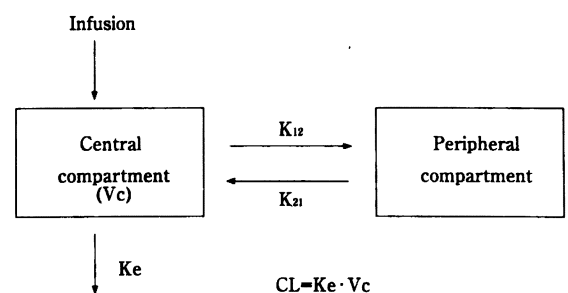 Infusion
Central
compartment
(Vc)
K₁₂
K₂₁
Peripheral
compartment
Ke
CL=Ke·Vc